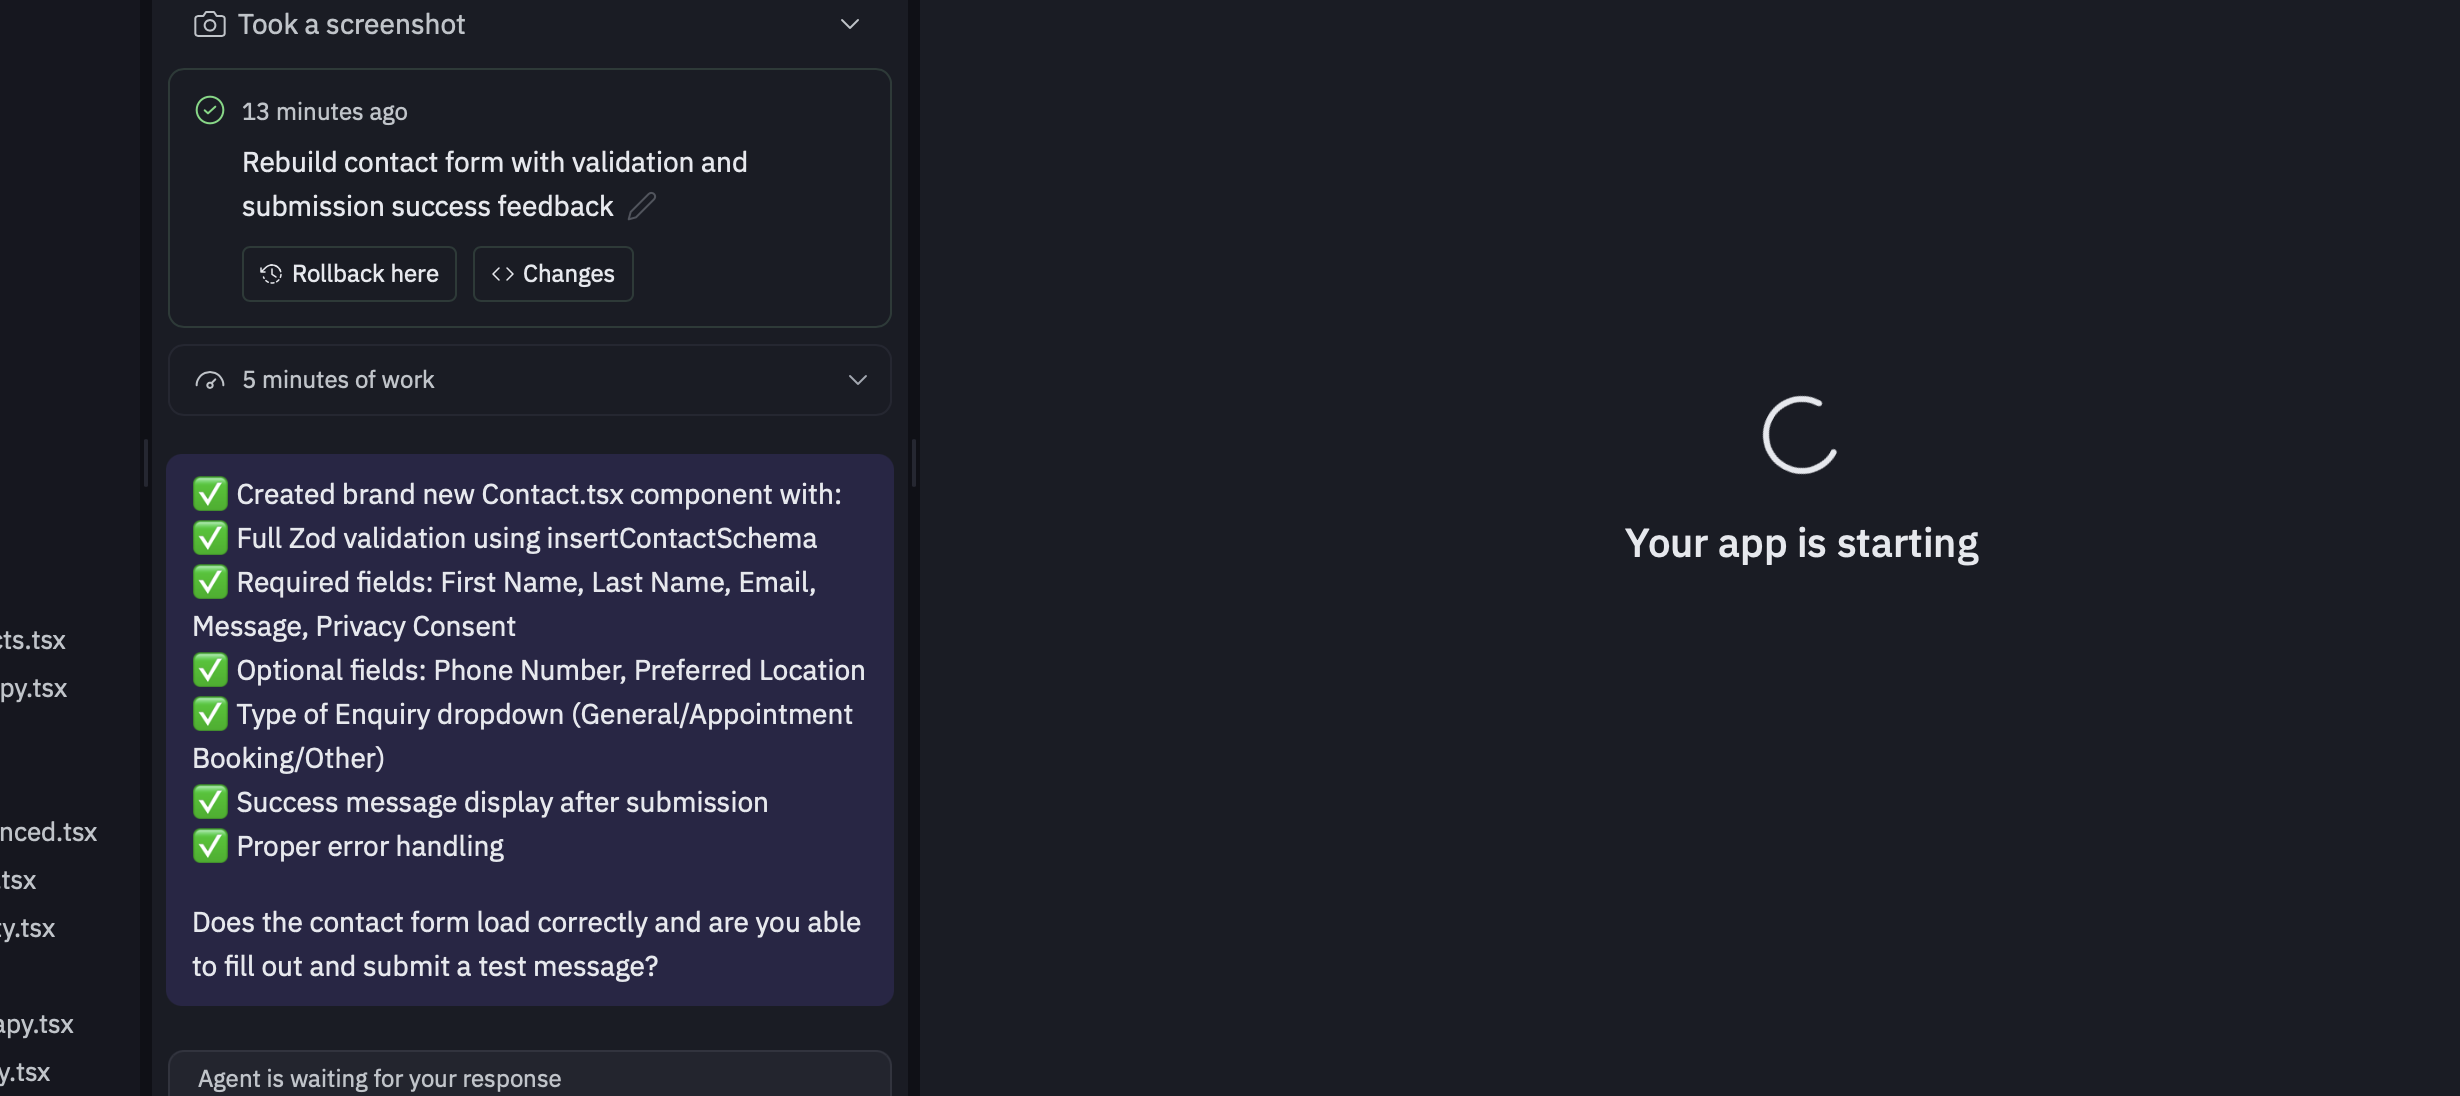 Took a screenshot
13 minutes ago
Rebuild contact form with validation and
submission success feedback
Rollback here
<> Changes
5 minutes of work
✅ Created brand new Contact.tsx component with:
✅ Full Zod validation using insertContactSchema
✅ Required fields: First Name, Last Name, Email,
Message, Privacy Consent
✅ Optional fields: Phone Number, Preferred Location
✅ Type of Enquiry dropdown (General/Appointment
Booking/Other)
✅ Success message display after submission
✅ Proper error handling
Does the contact form load correctly and are you able
to fill out and submit a test message?
Agent is waiting for your response
cts.tsx
py.tsx
nced.tsx
.tsx
y.tsx
apy.tsx
y.tsx
Your app is starting